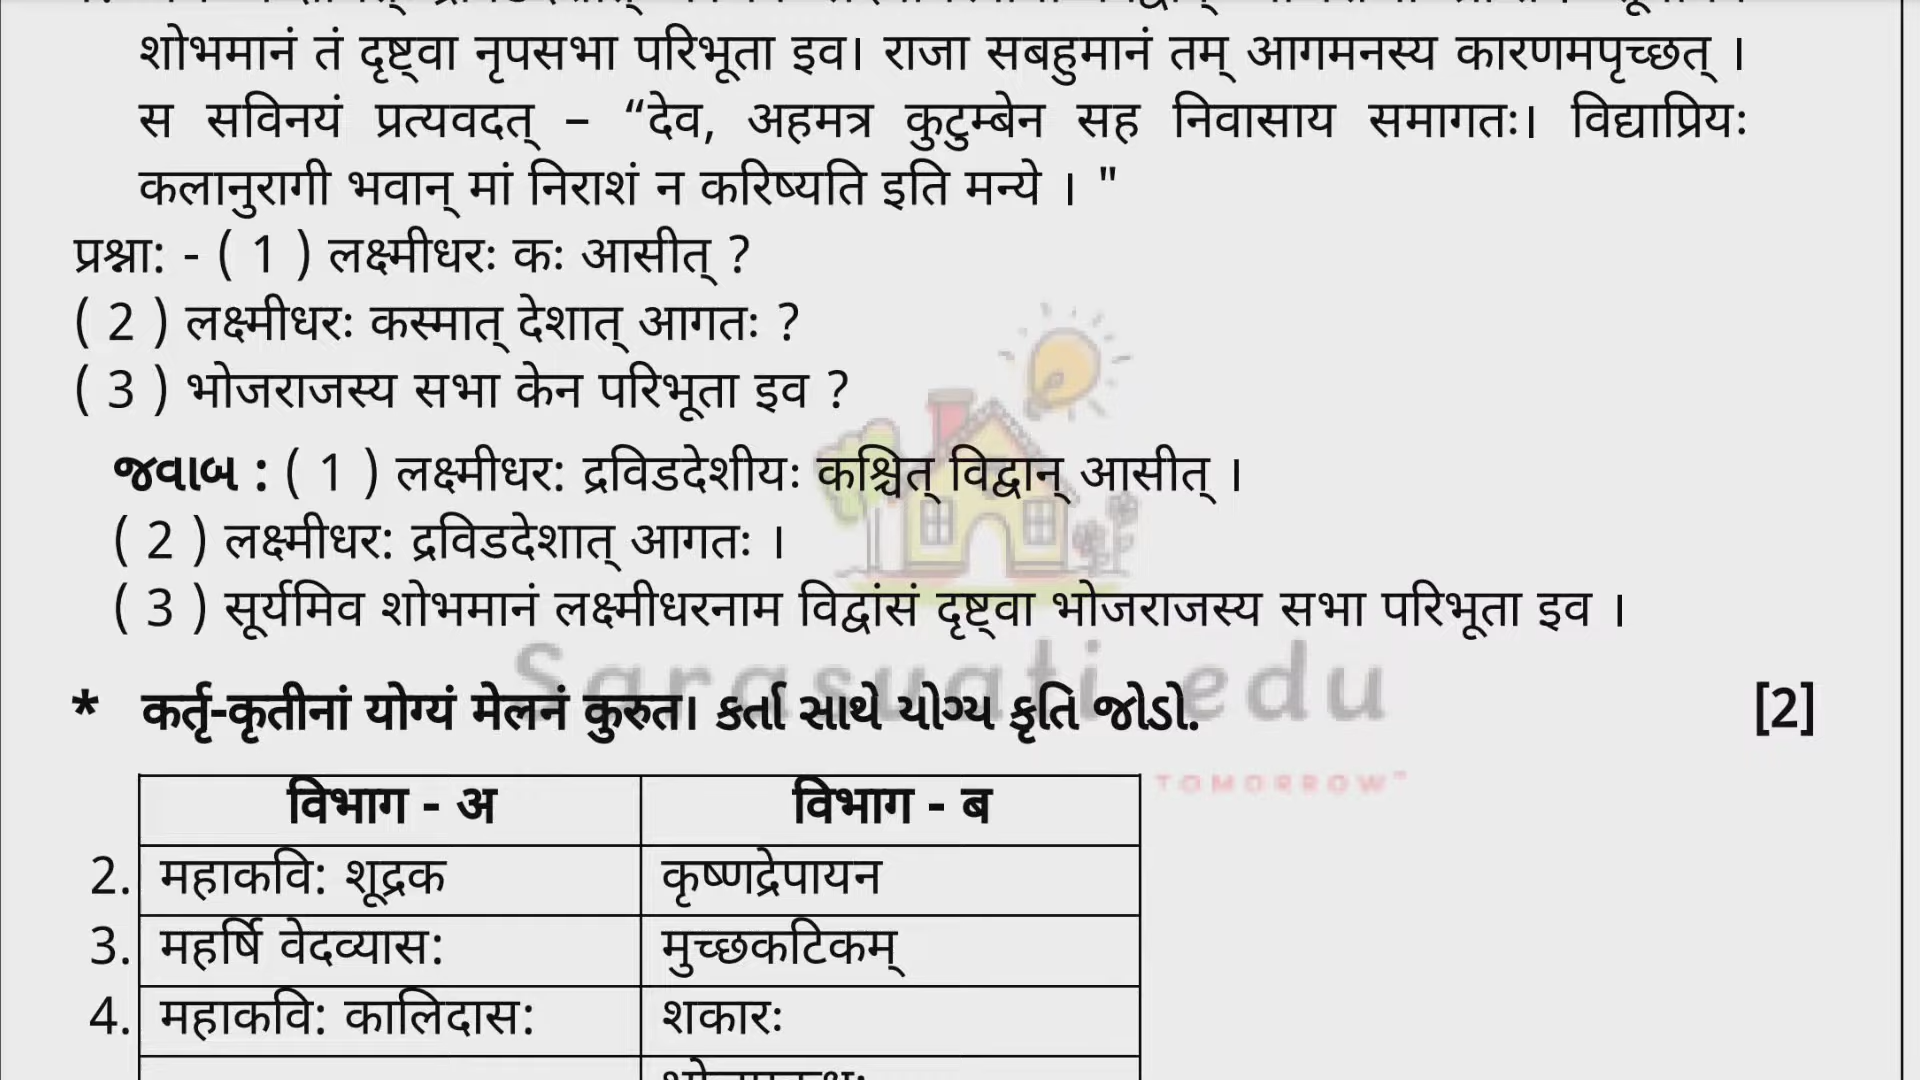 शोभमानं तं दृष्ट्वा नृपसभा परिभूता इव। राजा सबहुमानं तम् आगमनस्य कारणमपृच्छत् ।
स सविनयं प्रत्यवदत् – “देव, अहमत्र कुटुम्बेन सह निवासाय समागतः। विद्याप्रियः
कलानुरागी भवान् मां निराशं न करिष्यति इति मन्ये । "
प्रश्ना: - ( 1 ) लक्ष्मीधरः कः आसीत् ?
( 2 ) लक्ष्मीधरः कस्मात् देशात् आगतः ?
( 3 ) भोजराजस्य सभा केन परिभूता इव ?
જવાબ : ( 1 ) लक्ष्मीधर: द्रविडदेशीयः कश्चित् विद्वान् आसीत् ।
( 2 ) लक्ष्मीधर: द्रविडदेशात् आगतः ।
( 3 ) सूर्यमिव शोभमानं लक्ष्मीधरनाम विद्वांसं दृष्ट्वा भोजराजस्य सभा परिभूता इव ।
Sarasuati edu
* कर्तृ-कृतीनां योग्यं मेलनं कुरुत। કર્તા સાથે યોગ્ય કૃતિ જોડો. [2]
TOMORROW"
विभाग - अ विभाग - ब
2. महाकवि: शूद्रक कृष्णद्रेपायन
3. महर्षि वेदव्यास: मुच्छकटिकम्
4. महाकवि: कालिदास: शकारः